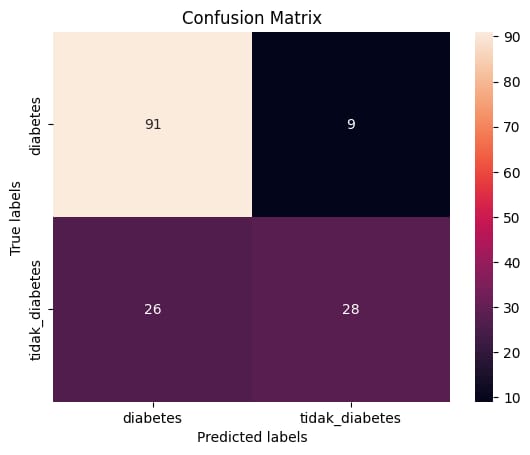 Confusion Matrix
True labels
diabetes
tidak_diabetes
91
9
26
28
diabetes
tidak_diabetes
Predicted labels
90
80
70
60
50
40
30
20
10